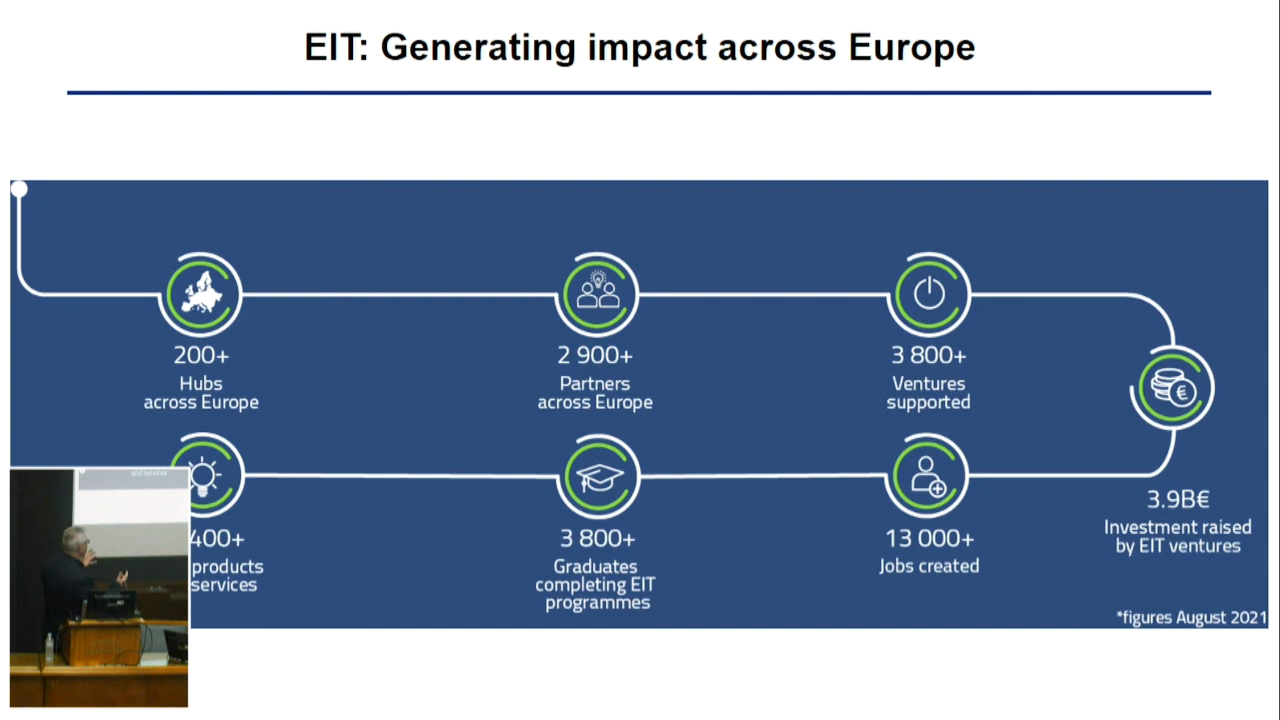 EIT: Generating impact across Europe
200+
Hubs
across Europe
2 900+
Partners
across Europe
3 800+
Ventures
supported
3.9B€
Investment raised
by EIT ventures
13 000+
Jobs created
3 800+
Graduates
completing EIT
programmes
400+
products
services
and services
*figures August 2021